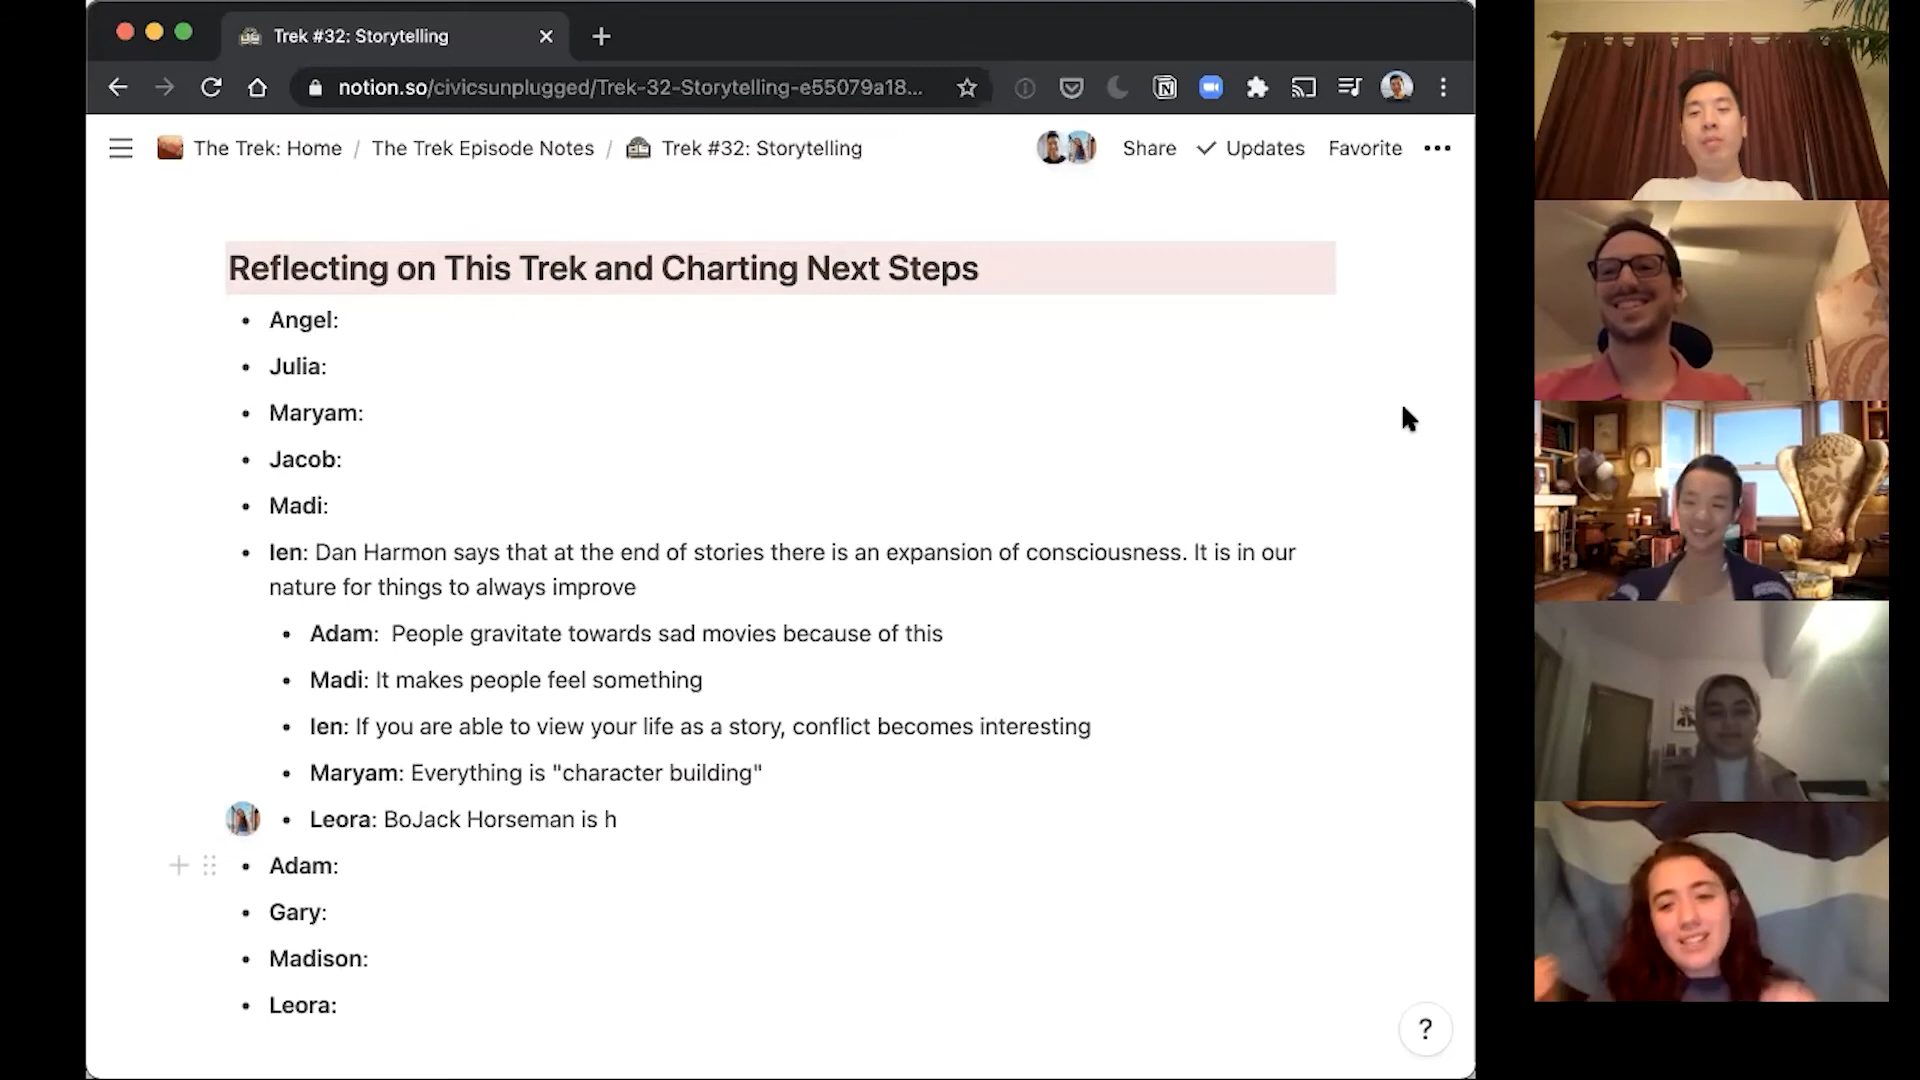 Trek #32: Storytelling
notion.so/civicsunplugged/Trek-32-Storytelling-e55079a18...
The Trek: Home / The Trek Episode Notes / Trek #32: Storytelling
Share Updates Favorite
Reflecting on This Trek and Charting Next Steps
Angel:
Julia:
Maryam:
Jacob:
Madi:
Ien: Dan Harmon says that at the end of stories there is an expansion of consciousness. It is in our
nature for things to always improve
Adam: People gravitate towards sad movies because of this
Madi: It makes people feel something
Ien: If you are able to view your life as a story, conflict becomes interesting
Maryam: Everything is "character building"
Leora: BoJack Horseman is h
Adam:
Gary:
Madison:
Leora:
?